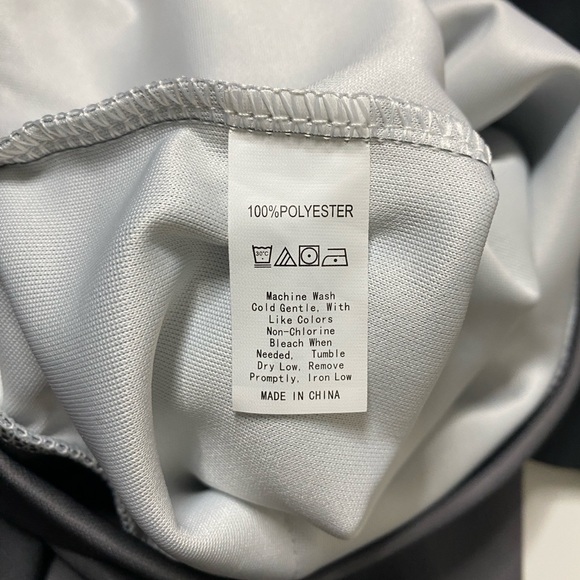 100%POLYESTER
30°C
Machine Wash
Cold Gentle, With
Like Colors
Non-Chlorine
Bleach When
Needed, Tumble
Dry Low, Remove
Promptly, Iron Low
MADE IN CHINA